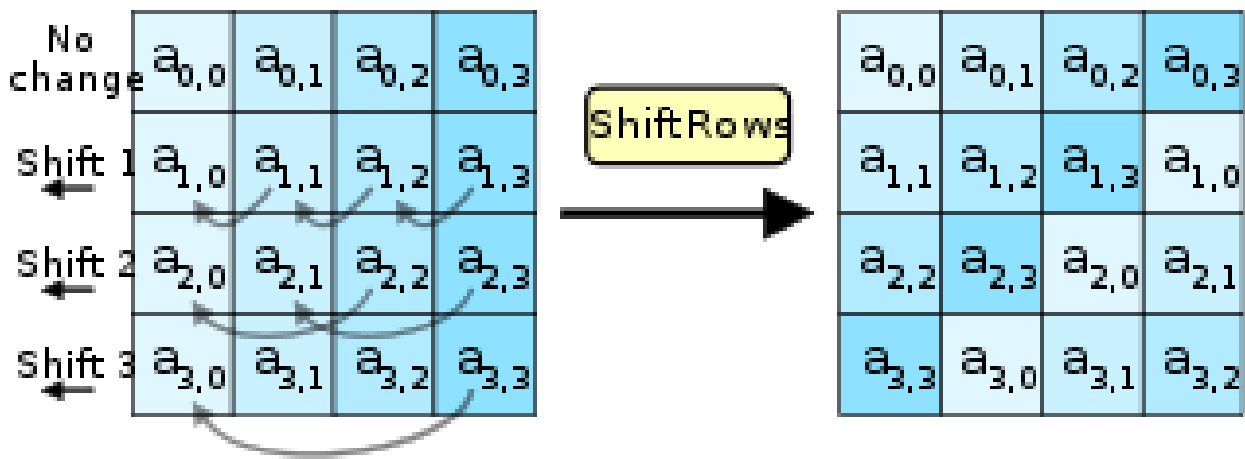 No change a0,0 a0,1 a0,2 a0,3
Shift 1 a1,0 a1,1 a1,2 a1,3
Shift 2 a2,0 a2,1 a2,2 a2,3
Shift 3 a3,0 a3,1 a3,2 a3,3
ShiftRows
a0,0 a0,1 a0,2 a0,3
a1,1 a1,2 a1,3 a1,0
a2,2 a2,3 a2,0 a2,1
a3,3 a3,0 a3,1 a3,2